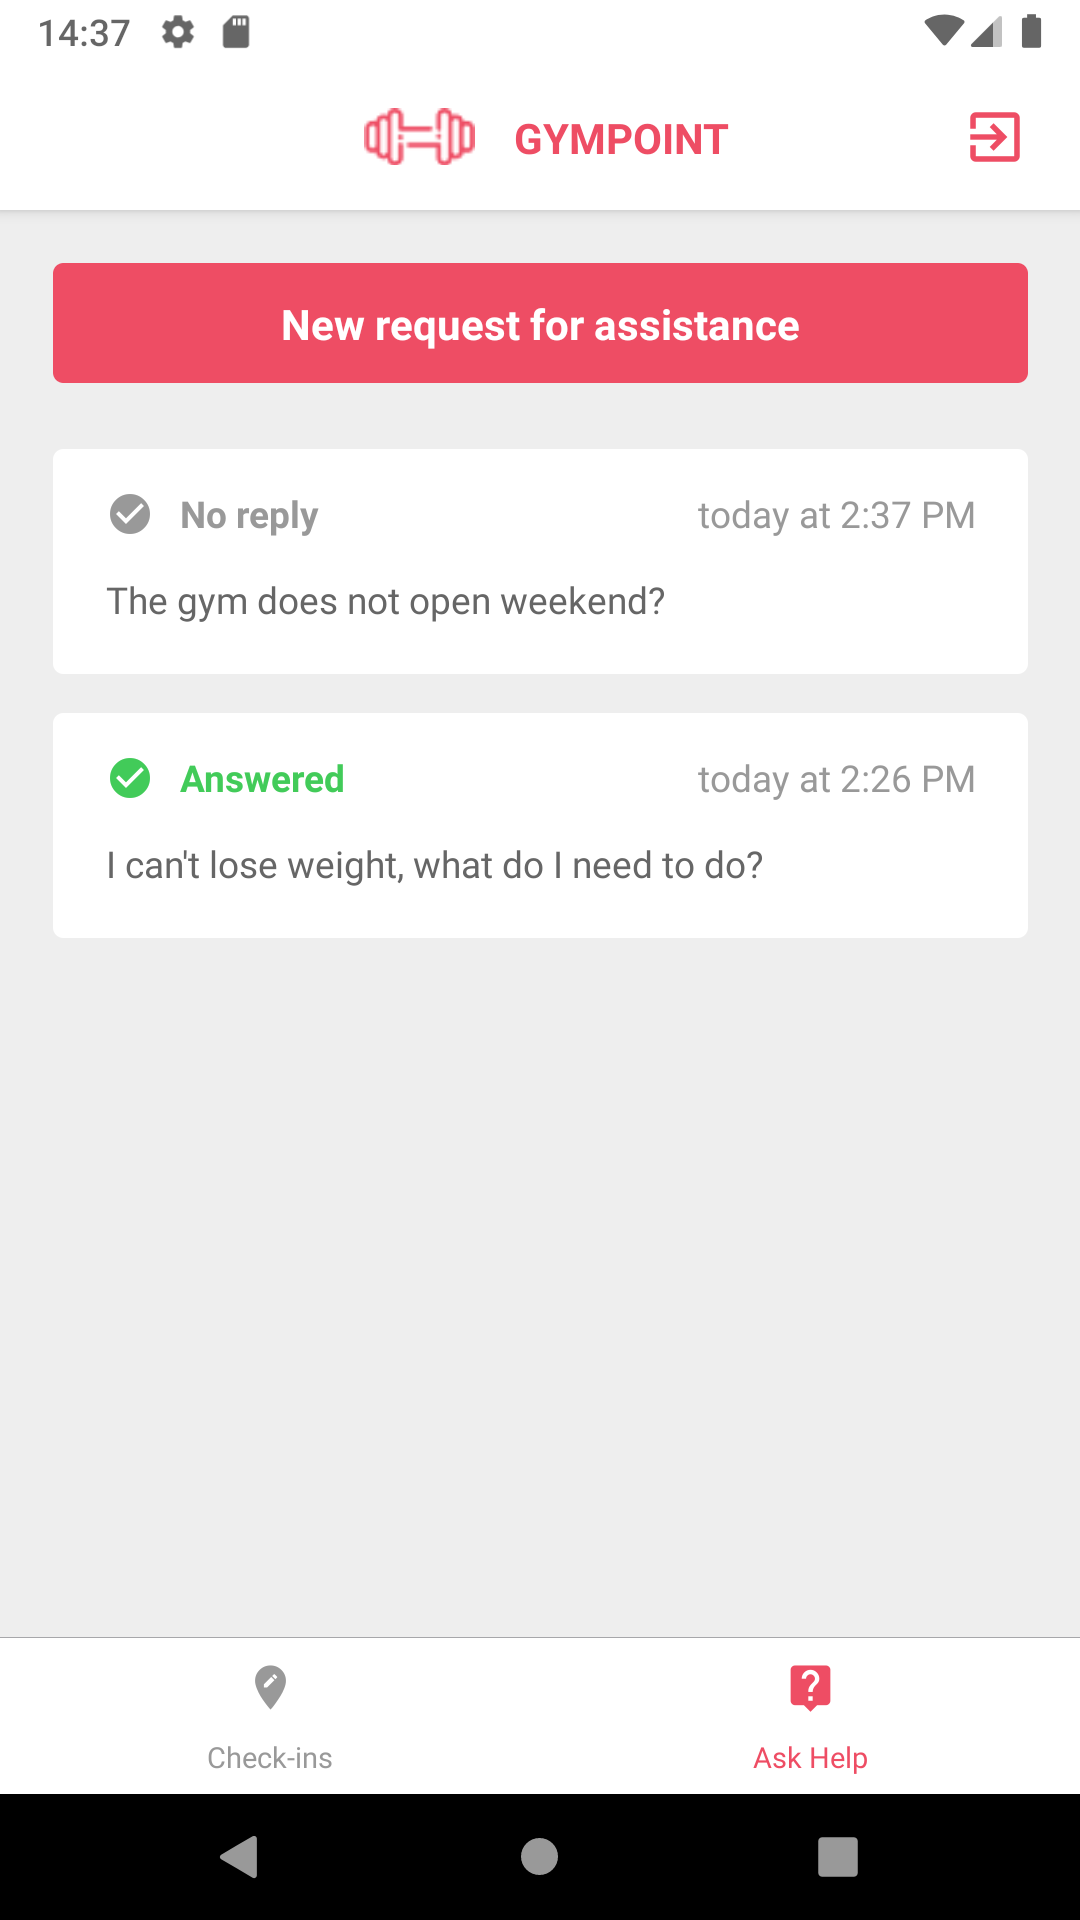 14:37
GYMPOINT
New request for assistance
No reply
today at 2:37 PM
The gym does not open weekend?
Answered
today at 2:26 PM
I can't lose weight, what do I need to do?
Check-ins
Ask Help